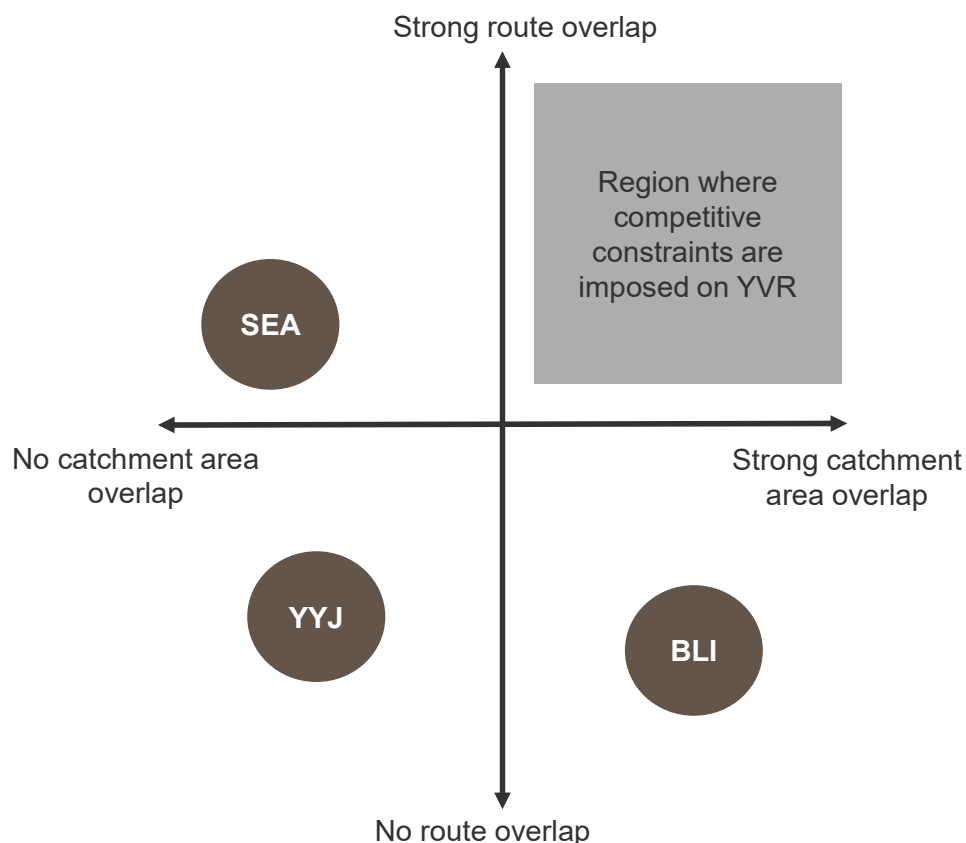 Strong route overlap
Region where
competitive
constraints are
imposed on YVR
SEA
No catchment area
overlap
Strong catchment
area overlap
YYJ
BLI
No route overlap